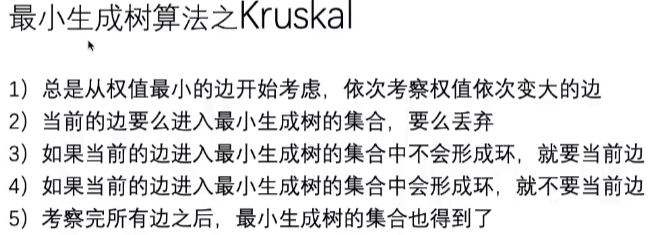 最小生成树算法之Kruskal
1）总是从权值最小的边开始考虑，依次考察权值依次变大的边
2）当前的边要么进入最小生成树的集合，要么丢弃
3）如果当前的边进入最小生成树的集合中不会形成环，就要当前边
4）如果当前的边进入最小生成树的集合中会形成环，就不要当前边
5）考察完所有边之后，最小生成树的集合也得到了